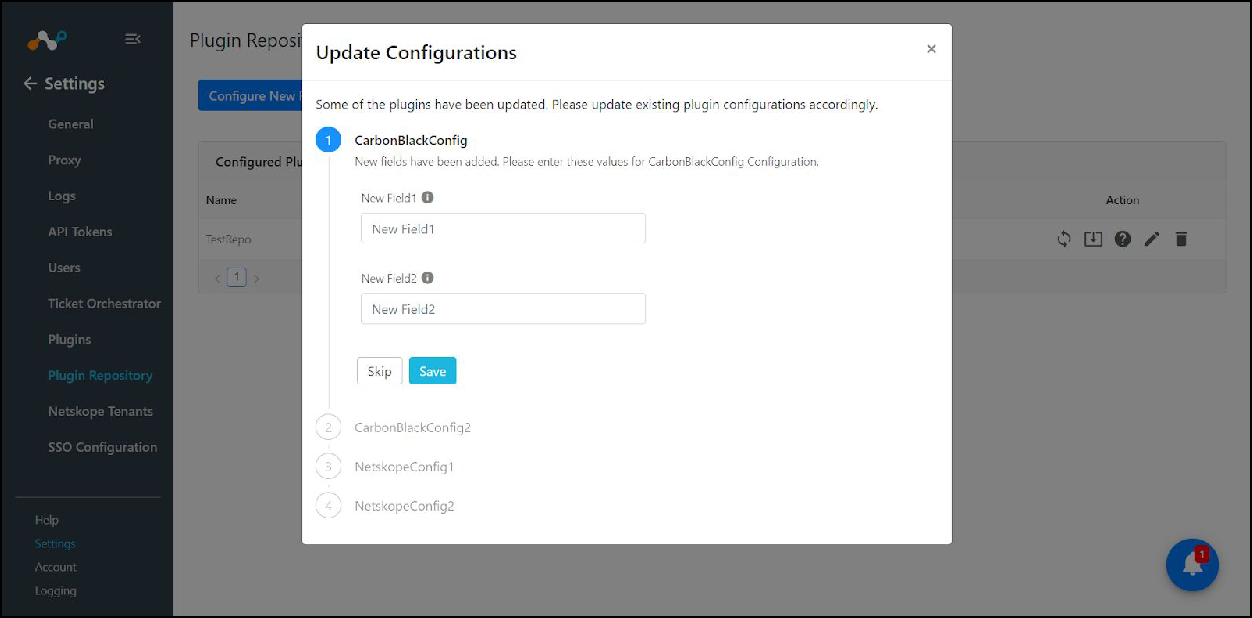 Settings
General
Proxy
Logs
API Tokens
Users
Ticket Orchestrator
Plugins
Plugin Repository
Netskope Tenants
SSO Configuration
Help
Settings
Account
Logging
Plugin Reposi
Configure New
Configured Plu
Name
Action
TestRepo
1
Update Configurations
×
Some of the plugins have been updated. Please update existing plugin configurations accordingly.
1 CarbonBlackConfig
New fields have been added. Please enter these values for CarbonBlackConfig Configuration.
New Field1
New Field1
New Field2
New Field2
Skip Save
2 CarbonBlackConfig2
3 NetskopeConfig1
4 NetskopeConfig2
1